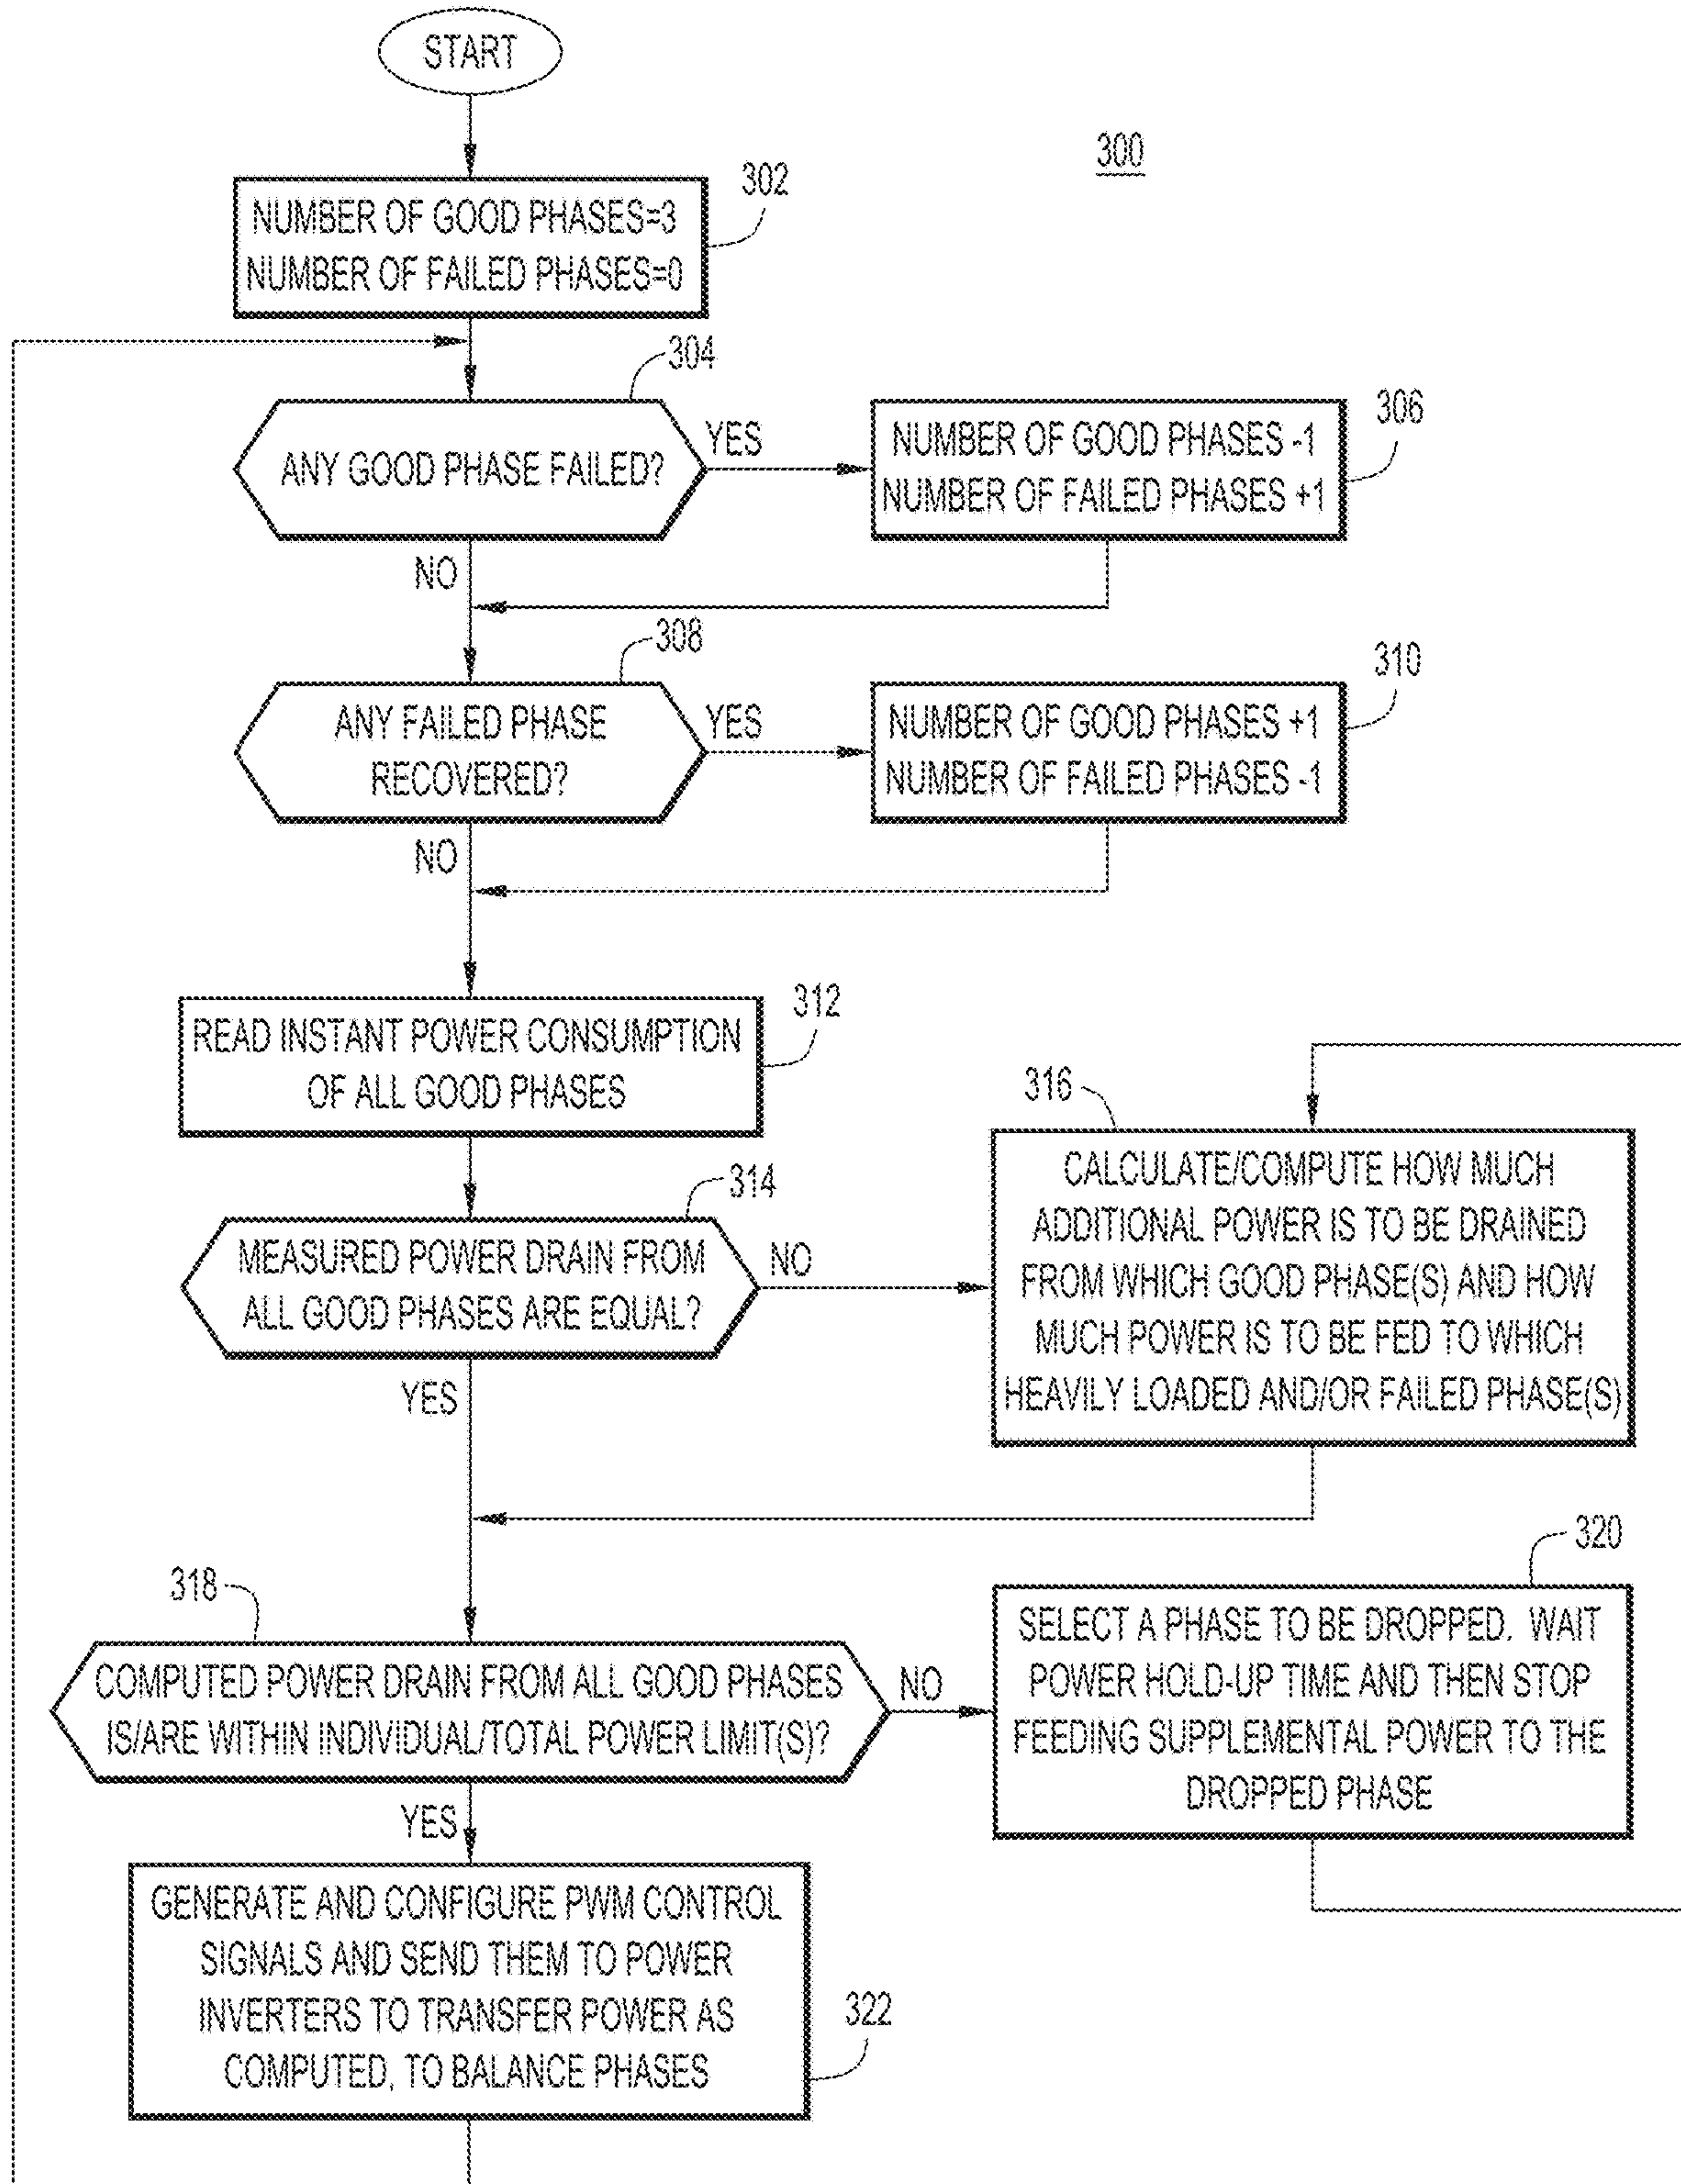 START
300
302
NUMBER OF GOOD PHASES=3
NUMBER OF FAILED PHASES=0
304
ANY GOOD PHASE FAILED?
YES
NO
306
NUMBER OF GOOD PHASES -1
NUMBER OF FAILED PHASES +1
308
ANY FAILED PHASE
RECOVERED?
YES
NO
310
NUMBER OF GOOD PHASES +1
NUMBER OF FAILED PHASES -1
312
READ INSTANT POWER CONSUMPTION
OF ALL GOOD PHASES
314
MEASURED POWER DRAIN FROM
ALL GOOD PHASES ARE EQUAL?
NO
YES
316
CALCULATE/COMPUTE HOW MUCH
ADDITIONAL POWER IS TO BE DRAINED
FROM WHICH GOOD PHASE(S) AND HOW
MUCH POWER IS TO BE FED TO WHICH
HEAVILY LOADED AND/OR FAILED PHASE(S)
318
COMPUTED POWER DRAIN FROM ALL GOOD PHASES
IS/ARE WITHIN INDIVIDUAL/TOTAL POWER LIMIT(S)?
NO
YES
320
SELECT A PHASE TO BE DROPPED. WAIT
POWER HOLD-UP TIME AND THEN STOP
FEEDING SUPPLEMENTAL POWER TO THE
DROPPED PHASE
GENERATE AND CONFIGURE PWM CONTROL
SIGNALS AND SEND THEM TO POWER
INVERTERS TO TRANSFER POWER AS
COMPUTED, TO BALANCE PHASES
322